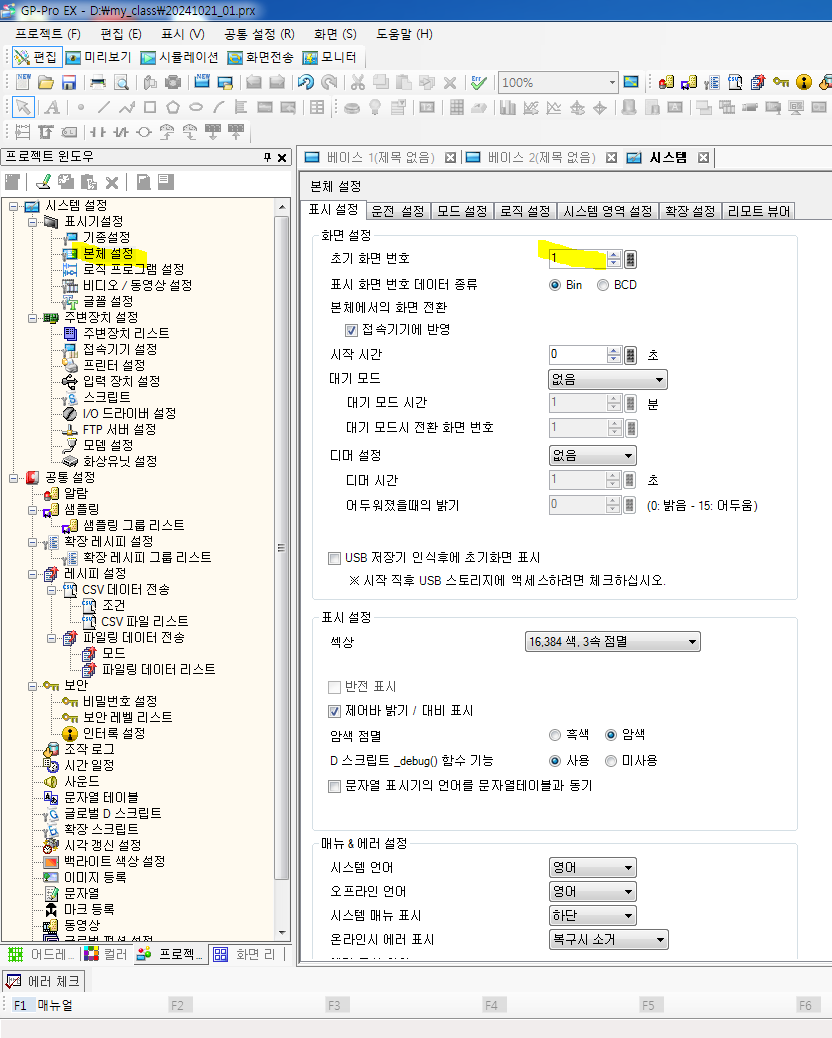 GP-Pro EX - D:\my_class\20241021_01.prx
프로젝트 (F) 편집 (E) 표시 (V) 공통 설정 (R) 화면 (S) 도움말 (H)
편집 미리보기 시뮬레이션 화면전송 모니터
100%
프로젝트 윈도우
베이스 1(제목 없음) 베이스 2(제목 없음) 시스템
시스템 설정
표시기설정
기종설정
본체 설정
로직 프로그램 설정
비디오 / 동영상 설정
글꼴 설정
주변장치 설정
주변장치 리스트
접속기기 설정
프린터 설정
입력 장치 설정
스크립트
I/O 드라이버 설정
FTP 서버 설정
모뎀 설정
화상유닛 설정
공통 설정
알람
샘플링
샘플링 그룹 리스트
확장 레시피 설정
확장 레시피 그룹 리스트
레시피 설정
CSV 데이터 전송
조건
CSV 파일 리스트
파일링 데이터 전송
모드
파일링 데이터 리스트
보안
비밀번호 설정
보안 레벨 리스트
인터록 설정
조작 로그
시간 일정
사운드
문자열 테이블
글로벌 D 스크립트
확장 스크립트
시각 갱신 설정
백라이트 색상 설정
이미지 등록
문자열
마크 등록
동영상
글로벌 펑션 설정
어드레... 컬러 프로젝... 화면 리
본체 설정
표시 설정 운전 설정 모드 설정 로직 설정 시스템 영역 설정 확장 설정 리모트 뷰어
화면 설정
초기 화면 번호 1
표시 화면 번호 데이터 종류 Bin BCD
본체에서의 화면 전환
접속기기에 반영
시작 시간 0 초
대기 모드 없음
대기 모드 시간 1 분
대기 모드시 전환 화면 번호 1
디머 설정 없음
디머 시간 1 초
어두워졌을때의 밝기 0 (0: 밝음 - 15: 어두움)
USB 저장기 인식후에 초기화면 표시
※ 시작 직후 USB 스토리지에 액세스하려면 체크하십시오.
표시 설정
색상 16,384 색, 3속 점멸
반전 표시
제어바 밝기 / 대비 표시
암색 점멸 흑색 암색
D 스크립트 _debug() 함수 기능 사용 미사용
문자열 표시기의 언어를 문자열테이블과 동기
매뉴 & 에러 설정
시스템 언어 영어
오프라인 언어 영어
시스템 매뉴 표시 하단
온라인시 에러 표시 복구시 소거
에러 체크
F1 매뉴얼 F2 F3 F4 F5 F6